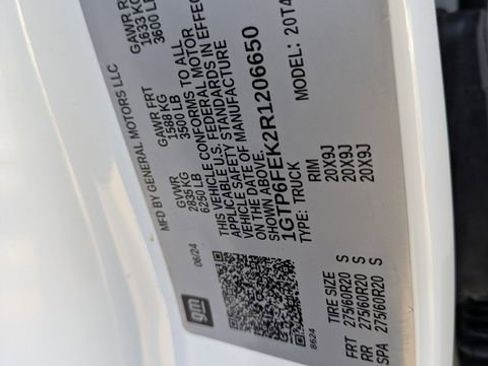 gm
06/24
MFD BY GENERAL MOTORS LLC
GVWR
2835 KG
6250 LB
GAWR FRT
1588 KG
3500 LB
GAWR RR
1633 KG
3600 LB
THIS VEHICLE CONFORMS TO ALL
APPLICABLE U.S. FEDERAL MOTOR
VEHICLE SAFETY STANDARDS IN EFFECT
ON THE DATE OF MANUFACTURE
SHOWN ABOVE.
1GTP6FEK2R1206650
TYPE: TRUCK MODEL: 20T4
8624
TIRE SIZE RIM
FRT 275/60R20 S 20X9J
RR 275/60R20 S 20X9J
SPA 275/60R20 S 20X9J